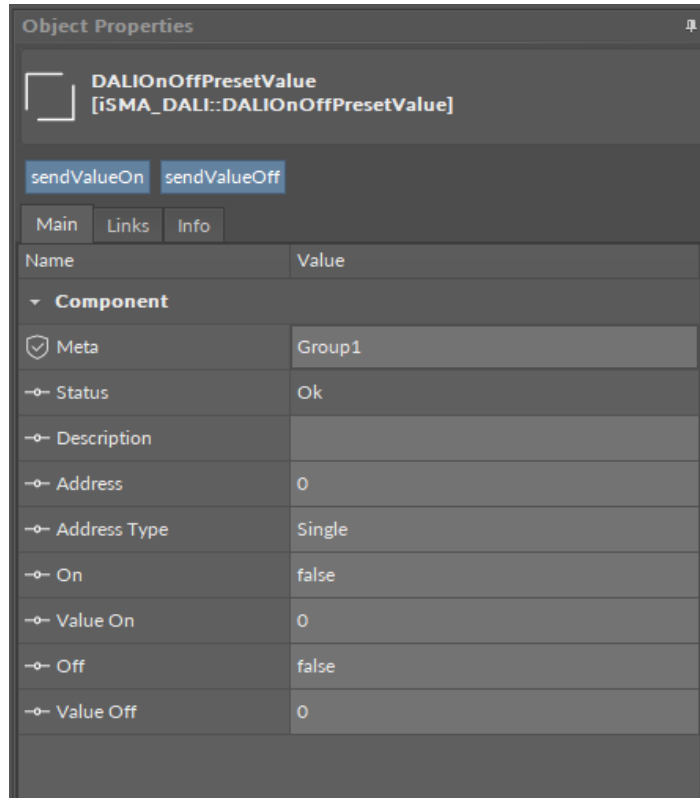 Object Properties
DALIOnOffPresetValue
[iSMA_DALI::DALIOnOffPresetValue]
sendValueOn sendValueOff
Main Links Info
Name Value
Component
Meta Group1
Status Ok
Description
Address 0
Address Type Single
On false
Value On 0
Off false
Value Off 0